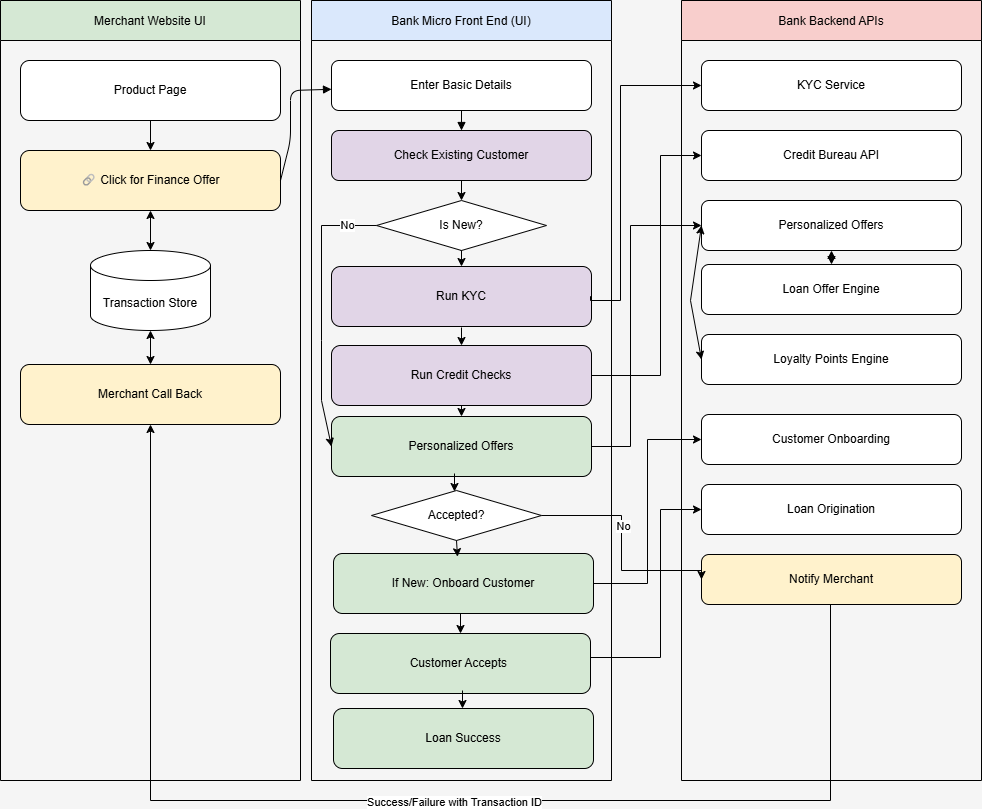 Merchant Website UI
Product Page
🔗 Click for Finance Offer
Transaction Store
Merchant Call Back
Bank Micro Front End (UI)
Enter Basic Details
Check Existing Customer
No
Is New?
Run KYC
Run Credit Checks
Personalized Offers
Accepted?
No
If New: Onboard Customer
Customer Accepts
Loan Success
Bank Backend APIs
KYC Service
Credit Bureau API
Personalized Offers
Loan Offer Engine
Loyalty Points Engine
Customer Onboarding
Loan Origination
Notify Merchant
Success/Failure with Transaction ID